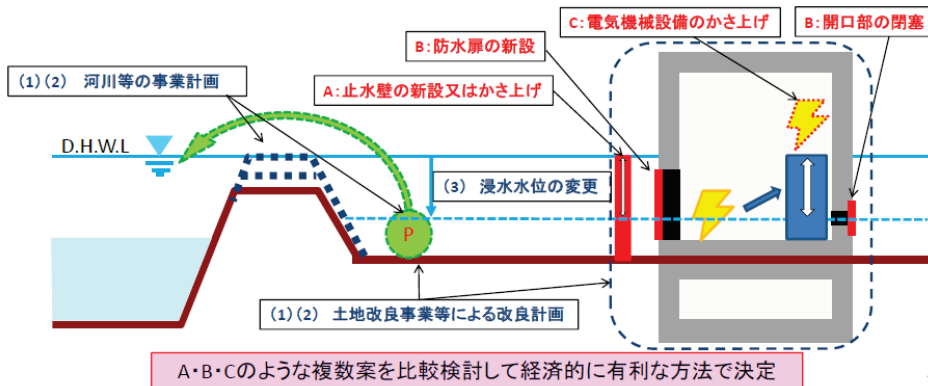 C:電気機械設備のかさ上げ
B:開口部の閉塞
B:防水扉の新設
(1)(2) 河川等の事業計画
A:止水壁の新設又はかさ上げ
D.H.W.L
(3) 浸水水位の変更
P
(1)(2) 土地改良事業等による改良計画
A・B・Cのような複数案を比較検討して経済的に有利な方法で決定